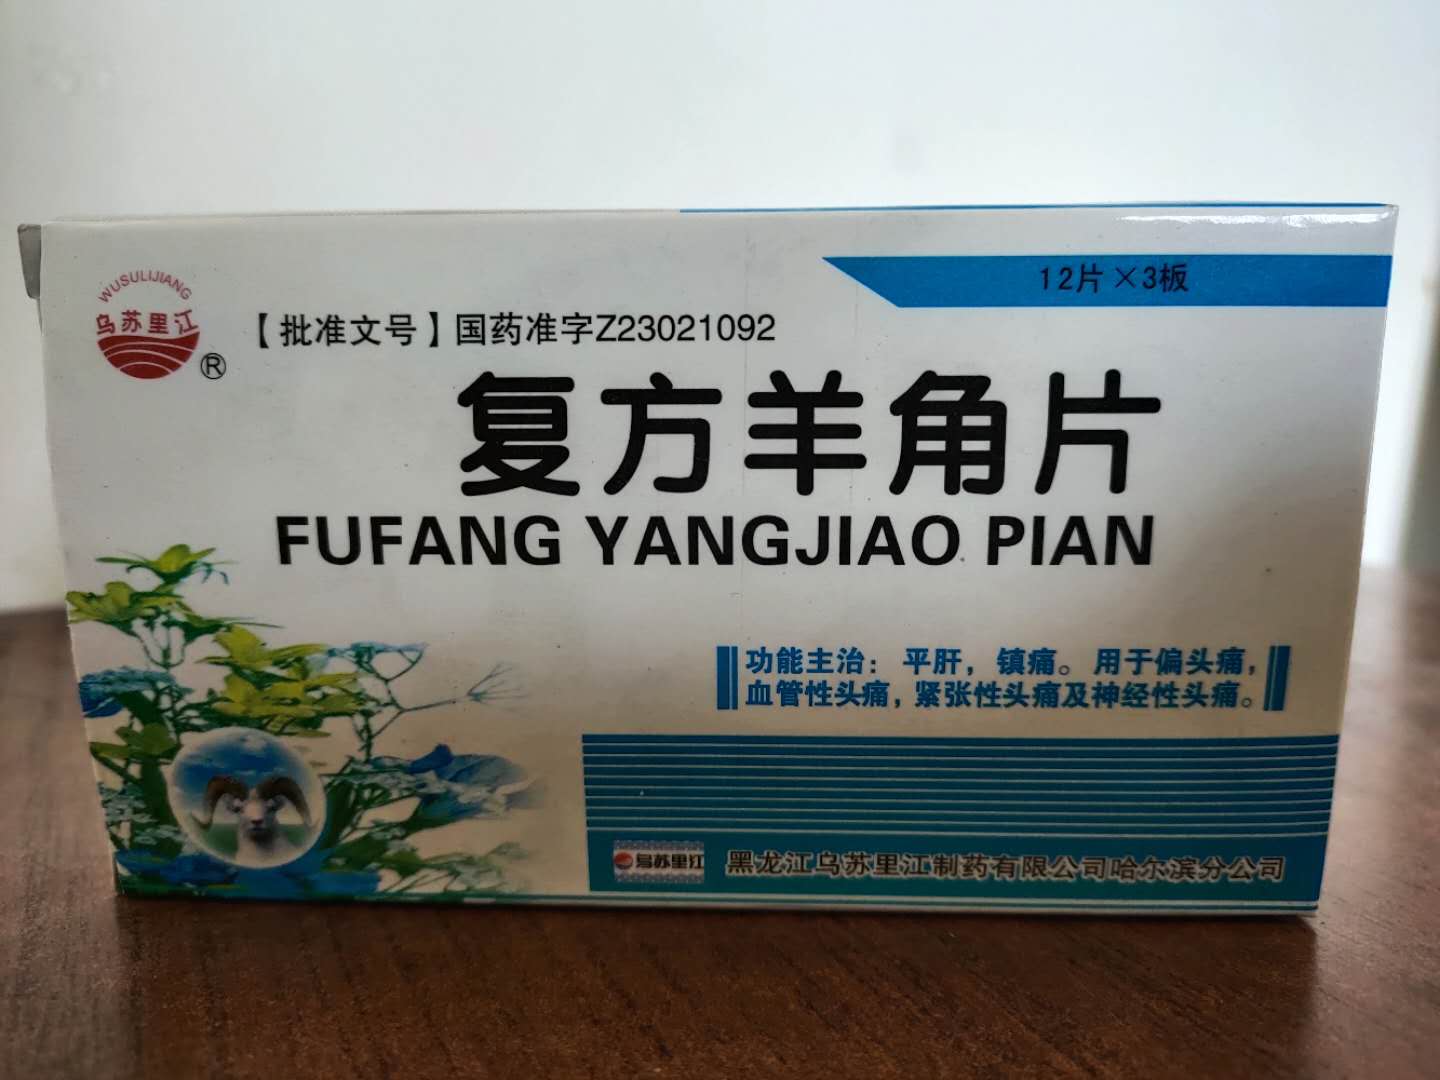 WUSULIJIANG
乌苏里江
®
12片×3板
【批准文号】国药准字Z23021092
复方羊角片
FUFANG YANGJIAO PIAN
功能主治：平肝，镇痛。用于偏头痛，
血管性头痛，紧张性头痛及神经性头痛。
乌苏里江
黑龙江乌苏里江制药有限公司哈尔滨分公司